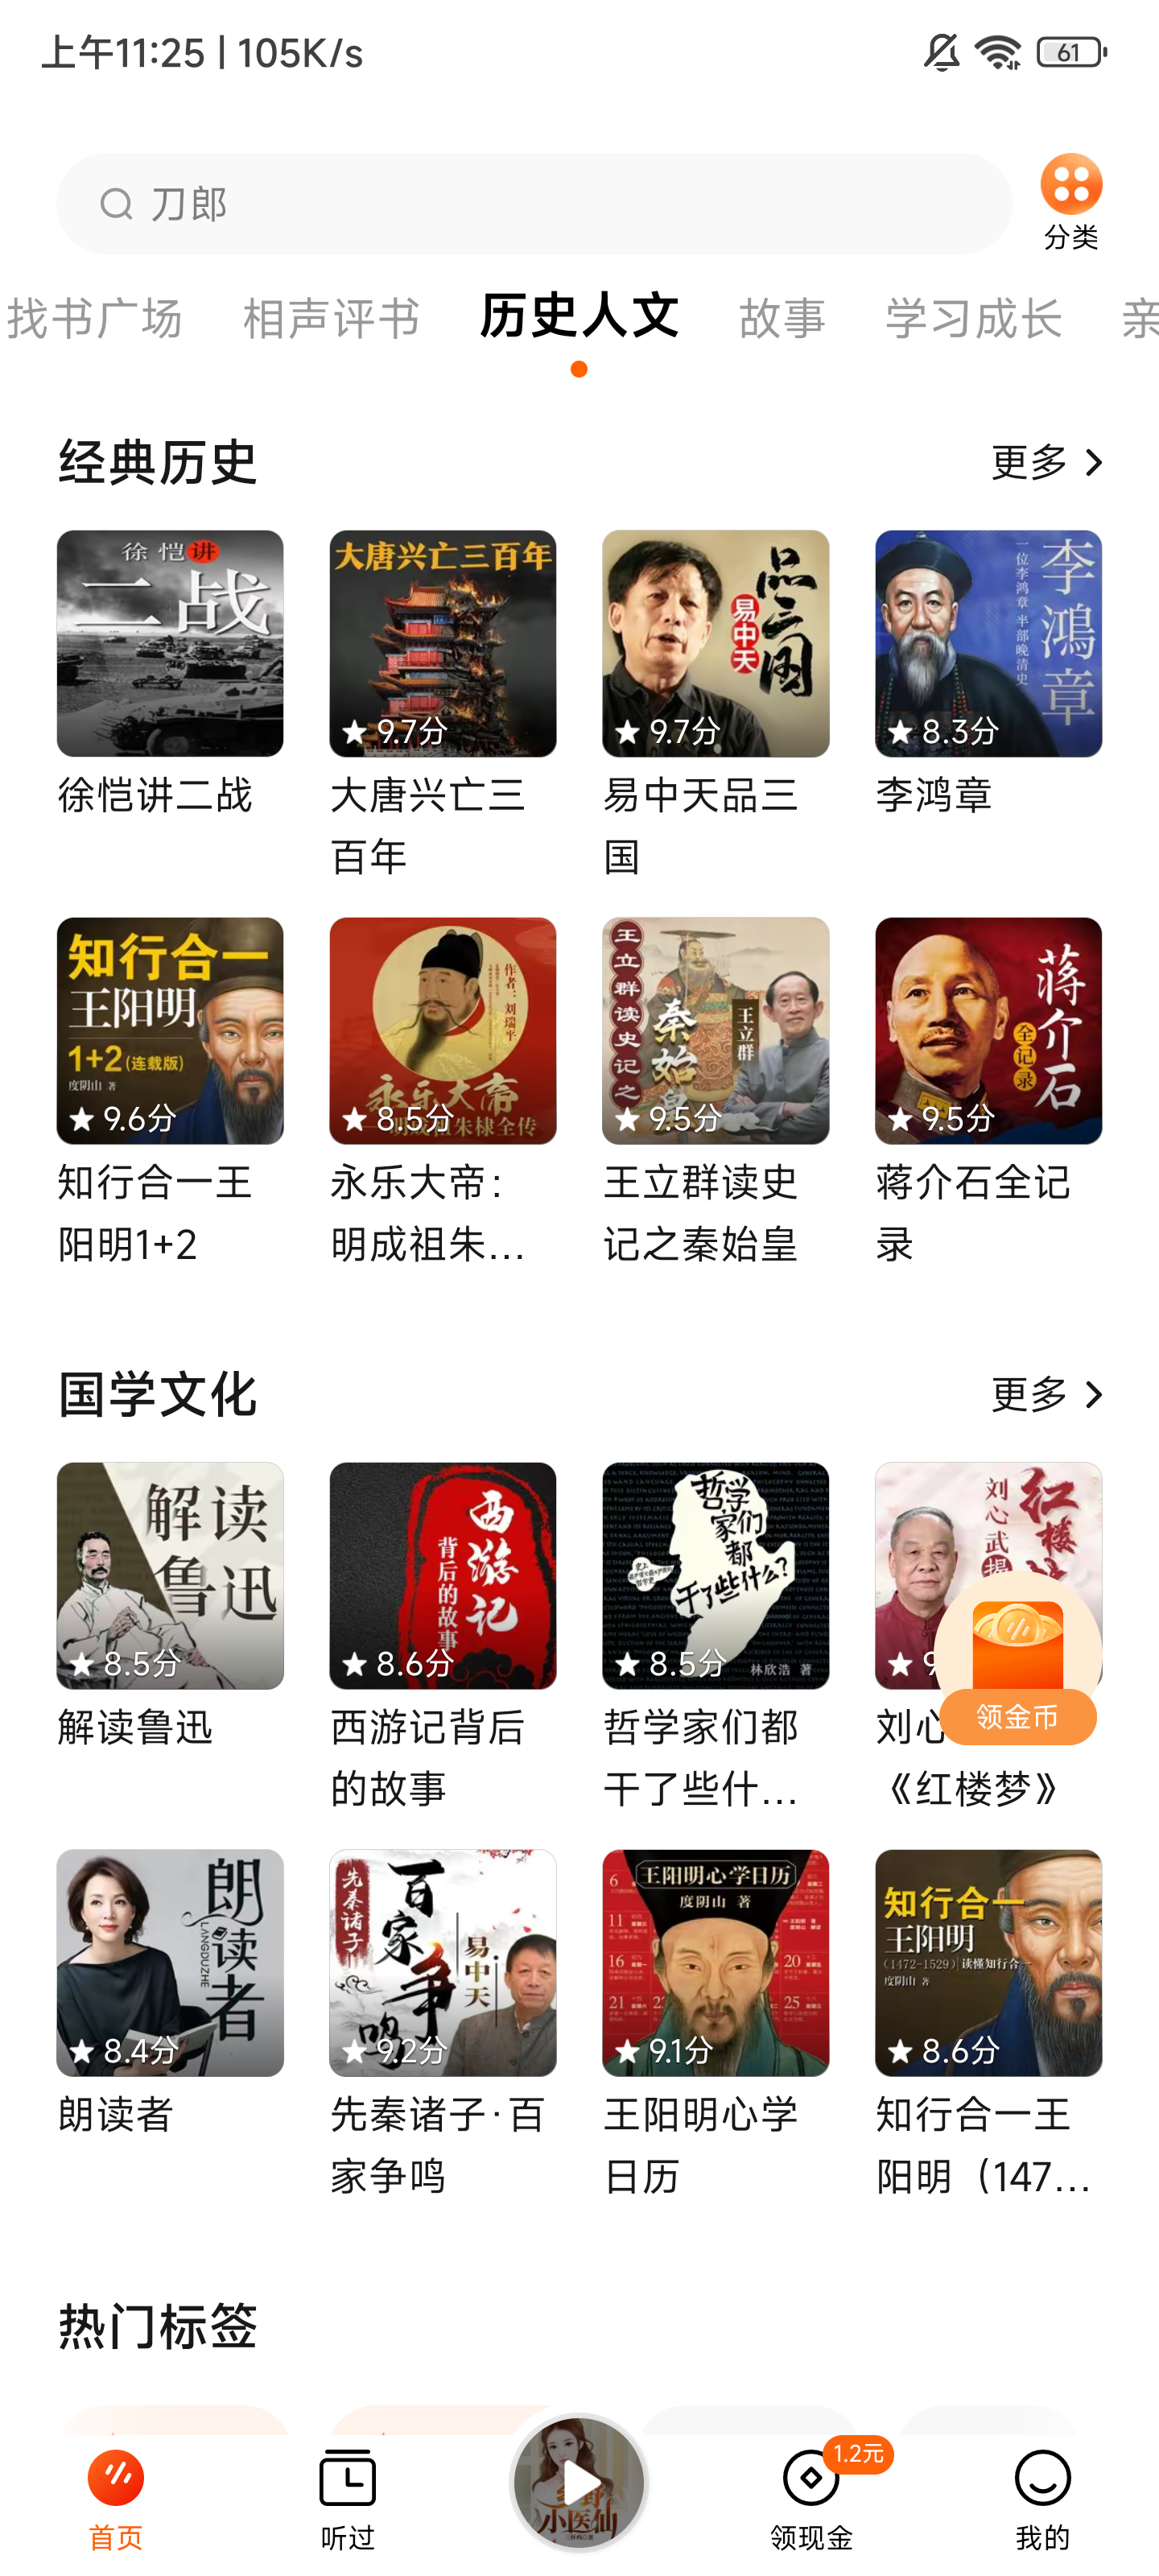 上午11:25 | 105K/s
61
刀郎
分类
找书广场 相声评书 历史人文 故事 学习成长 亲
经典历史
更多
徐恺讲
二战
大唐兴亡三百年
9.7分
品三国
易中天
9.7分
李鴻章
一位李鸿章 半部晚清史
8.3分
徐恺讲二战
大唐兴亡三
百年
易中天品三
国
李鸿章
知行合一
王阳明
1+2(连载版)
度阴山 著
9.6分
作者:刘瑞平
永乐大帝
明成祖朱棣全传
8.5分
王立群读史记之
秦始皇
王立群
9.5分
蒋介石
全记录
9.5分
知行合一王
阳明1+2
永乐大帝:
明成祖朱...
王立群读史
记之秦始皇
蒋介石全记
录
国学文化
更多
解读
鲁迅
8.5分
西游记
背后的故事
8.6分
哲学家们都
干了些什么?
林欣浩 著
8.5分
刘心武揭
红楼
9
领金币
解读鲁迅
西游记背后
的故事
哲学家们都
干了些什...
刘心
《红楼梦》
朗读者
LANGDUZHE
8.4分
先秦诸子
百家争鸣
易中天
9.2分
王阳明心学日历
度阴山 著
6
11
16
20
21
22
25
9.1分
知行合一
王阳明
(1472-1529) 读懂知行合一
度阴山 著
8.6分
朗读者
先秦诸子·百
家争鸣
王阳明心学
日历
知行合一王
阳明（147...
热门标签
小医仙
1.2元
首页
听过
领现金
我的